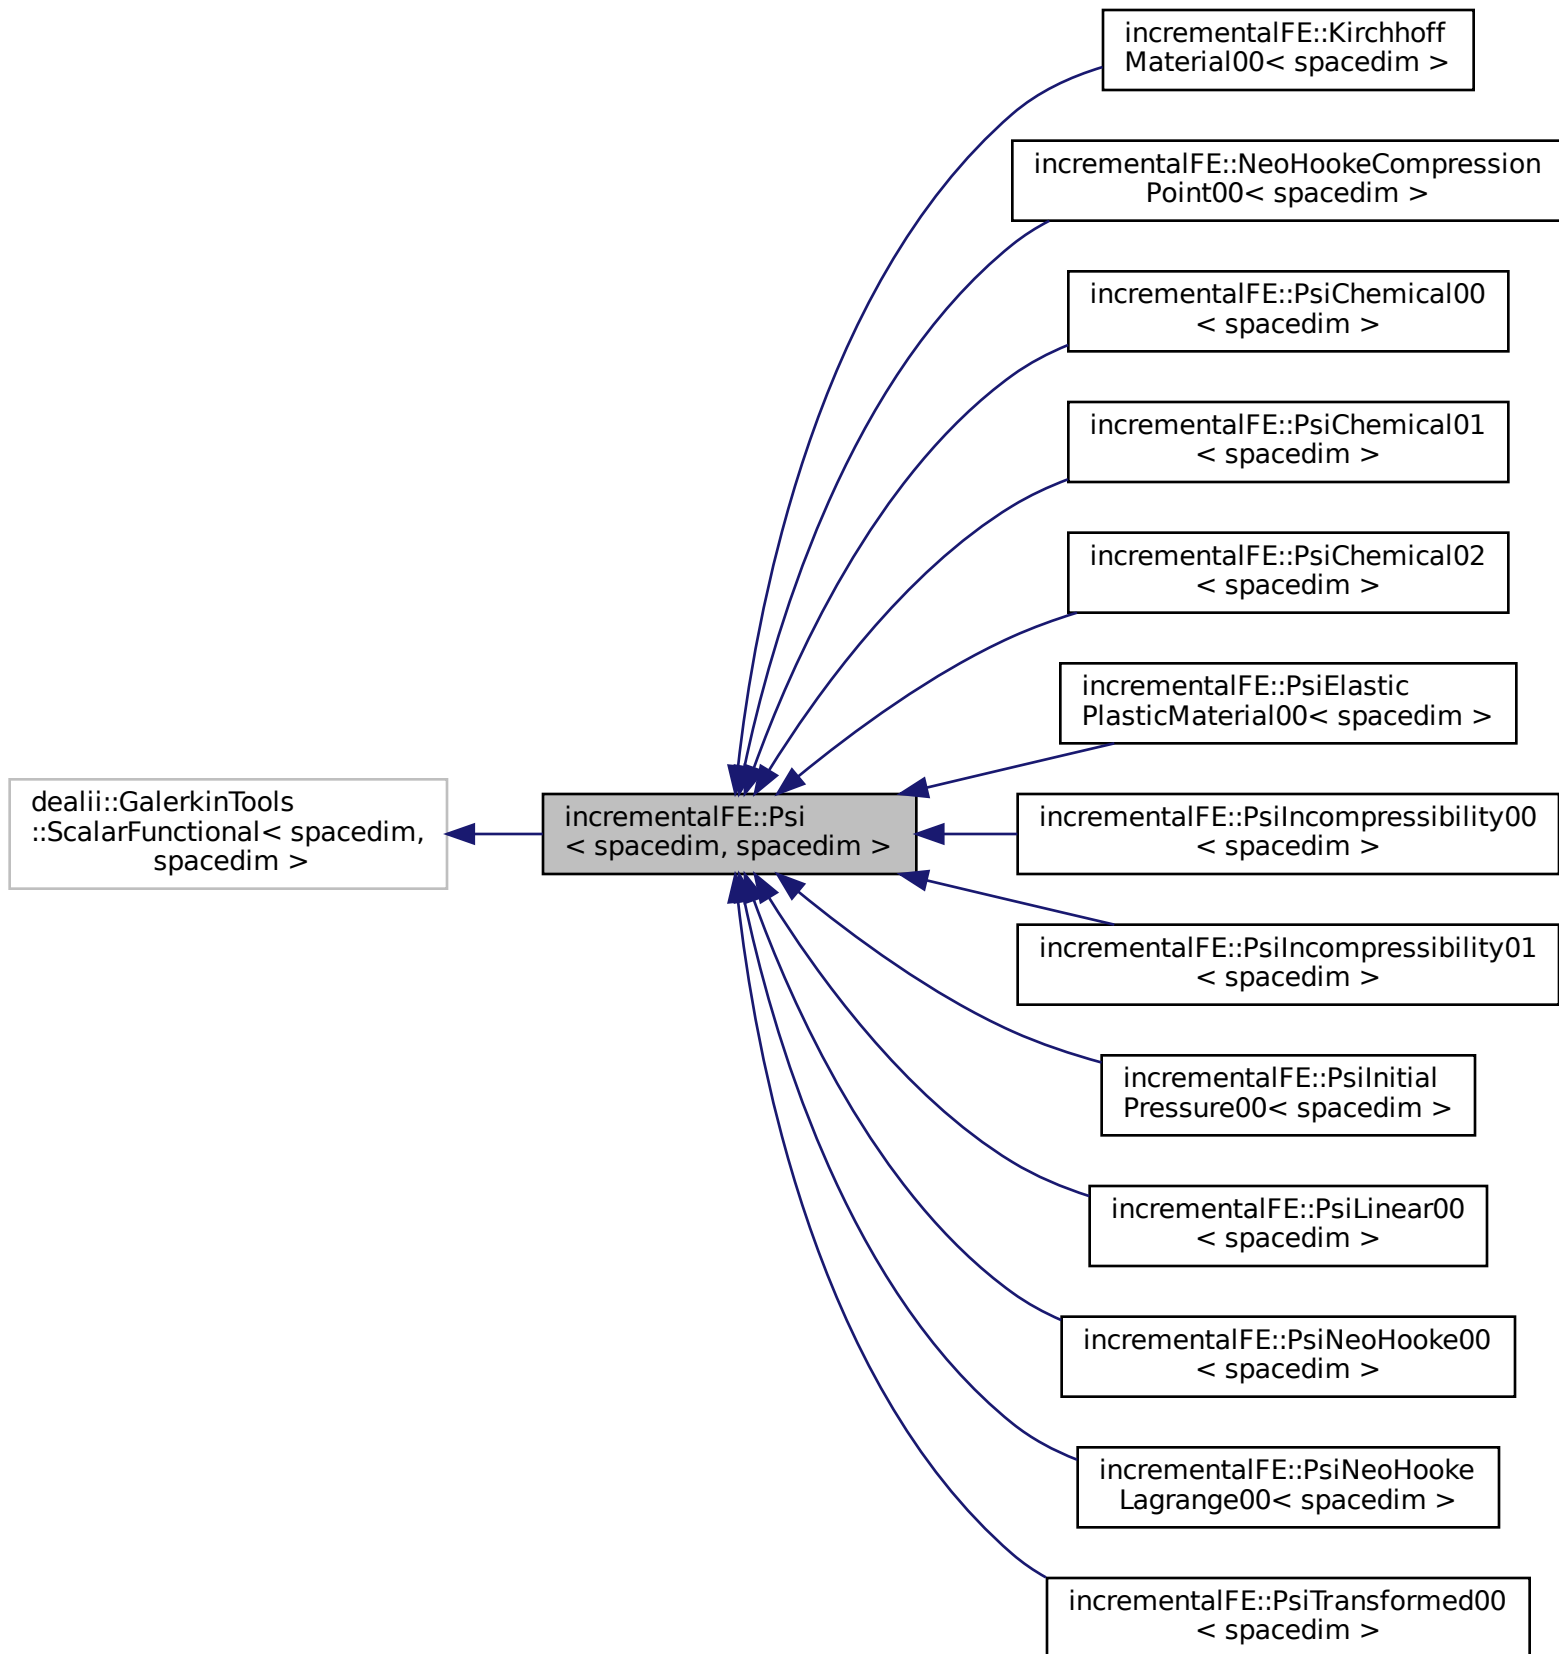 incrementalFE::Kirchhoff
Material00< spacedim >
incrementalFE::NeoHookeCompression
Point00< spacedim >
incrementalFE::PsiChemical00
< spacedim >
incrementalFE::PsiChemical01
< spacedim >
incrementalFE::PsiChemical02
< spacedim >
incrementalFE::PsiElastic
PlasticMaterial00< spacedim >
dealii::GalerkinTools
::ScalarFunctional< spacedim,
spacedim >
incrementalFE::Psi
< spacedim, spacedim >
incrementalFE::PsiIncompressibility00
< spacedim >
incrementalFE::PsiIncompressibility01
< spacedim >
incrementalFE::PsiInitial
Pressure00< spacedim >
incrementalFE::PsiLinear00
< spacedim >
incrementalFE::PsiNeoHooke00
< spacedim >
incrementalFE::PsiNeoHooke
Lagrange00< spacedim >
incrementalFE::PsiTransformed00
< spacedim >